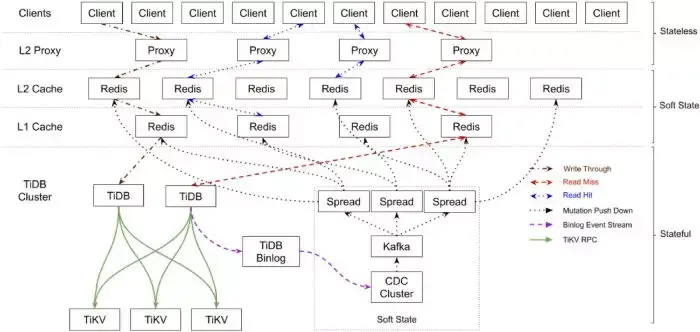 Clients
Client Client Client Client Client Client Client Client Client Client Client
Stateless
L2 Proxy
Proxy Proxy Proxy Proxy
L2 Cache
Redis Redis Redis Redis Redis
Soft State
L1 Cache
Redis Redis Redis Redis
TiDB
Cluster
TiDB TiDB
Spread Spread Spread
Kafka
TiDB
Binlog
CDC
Cluster
TiKV TiKV TiKV
Soft State
Write Through
Read Miss
Read Hit
Mutation Push Down
Binlog Event Stream
TiKV RPC
Stateful